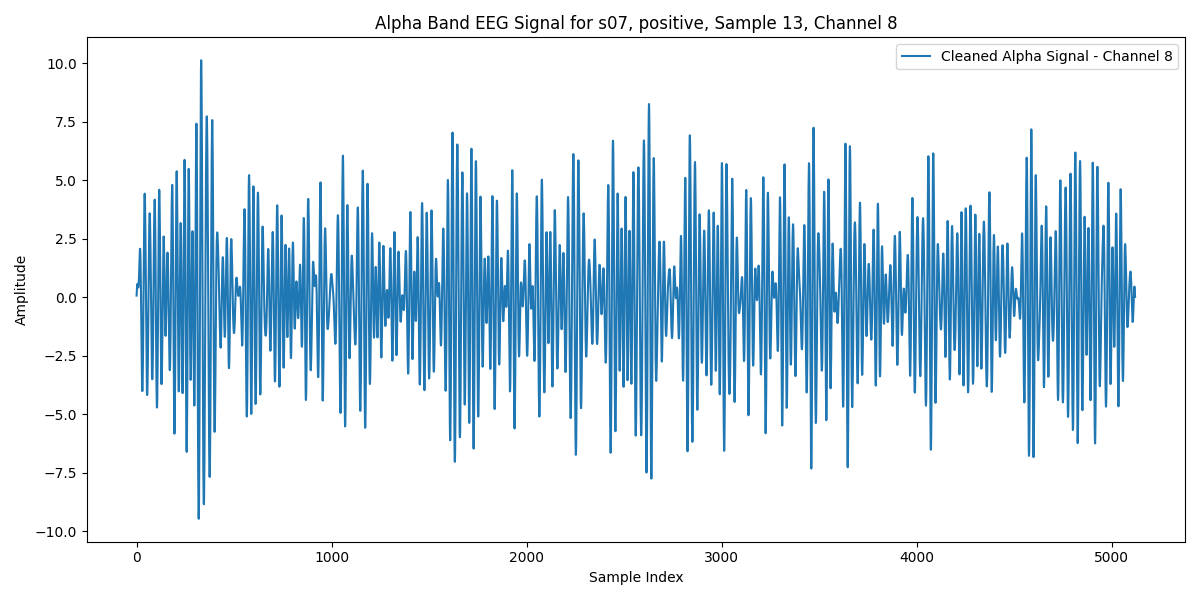 Alpha Band EEG Signal for s07, positive, Sample 13, Channel 8
Cleaned Alpha Signal - Channel 8
Amplitude
10.0
7.5
5.0
2.5
0.0
−2.5
−5.0
−7.5
−10.0
0 1000 2000 3000 4000 5000
Sample Index